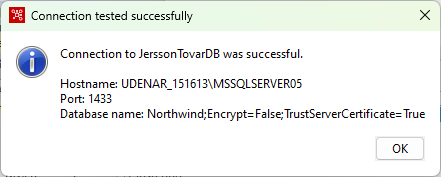 Connection tested successfully
Connection to JerssonTovarDB was successful.
Hostname: UDENAR_151613\MSSQLSERVER05
Port: 1433
Database name: Northwind;Encrypt=False;TrustServerCertificate=True
OK